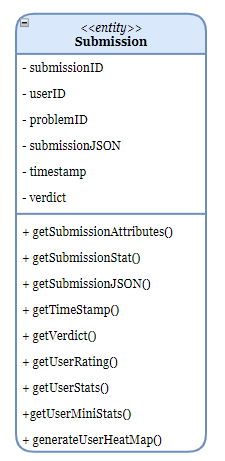 <<entity>>
Submission
- submissionID
- userID
- problemID
- submissionJSON
- timestamp
- verdict
+ getSubmissionAttributes()
+ getSubmissionStat()
+ getSubmissionJSON()
+ getTimeStamp()
+ getVerdict()
+ getUserRating()
+ getUserStats()
+getUserMiniStats()
+ generateUserHeatMap()